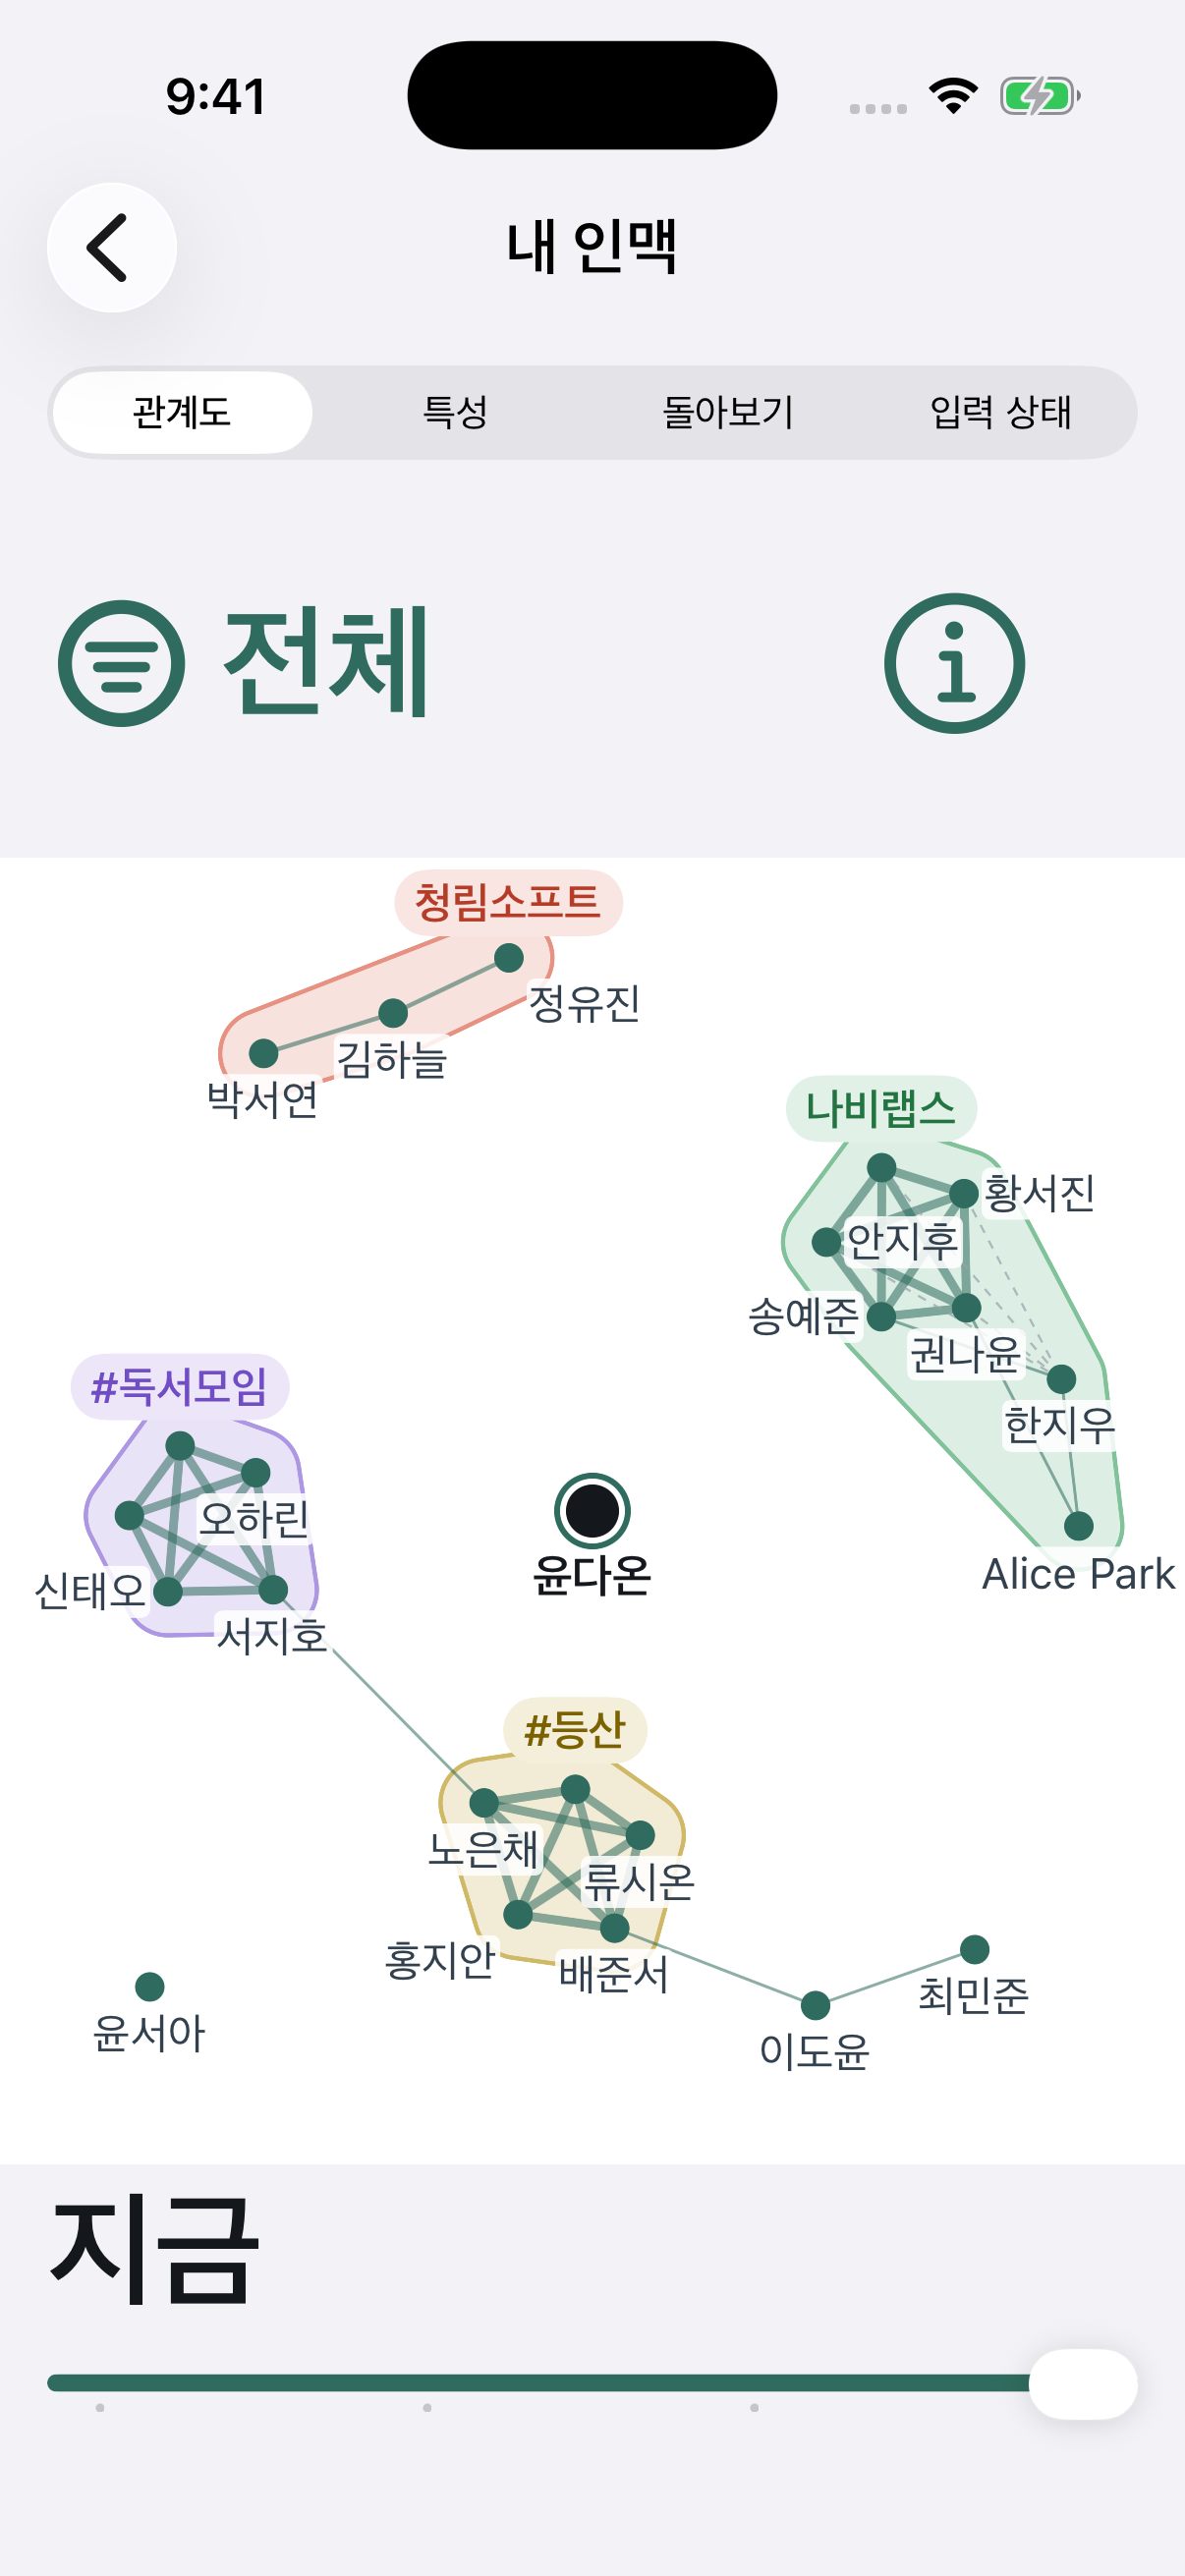 9:41
내 인맥
관계도
특성
돌아보기
입력 상태
전체
청림소프트
정유진
김하늘
박서연
나비랩스
황서진
안지후
송예준
권나윤
한지우
Alice Park
#독서모임
오하린
신태오
서지호
윤다온
#등산
노은채
류시온
홍지안
배준서
최민준
이도윤
윤서아
지금